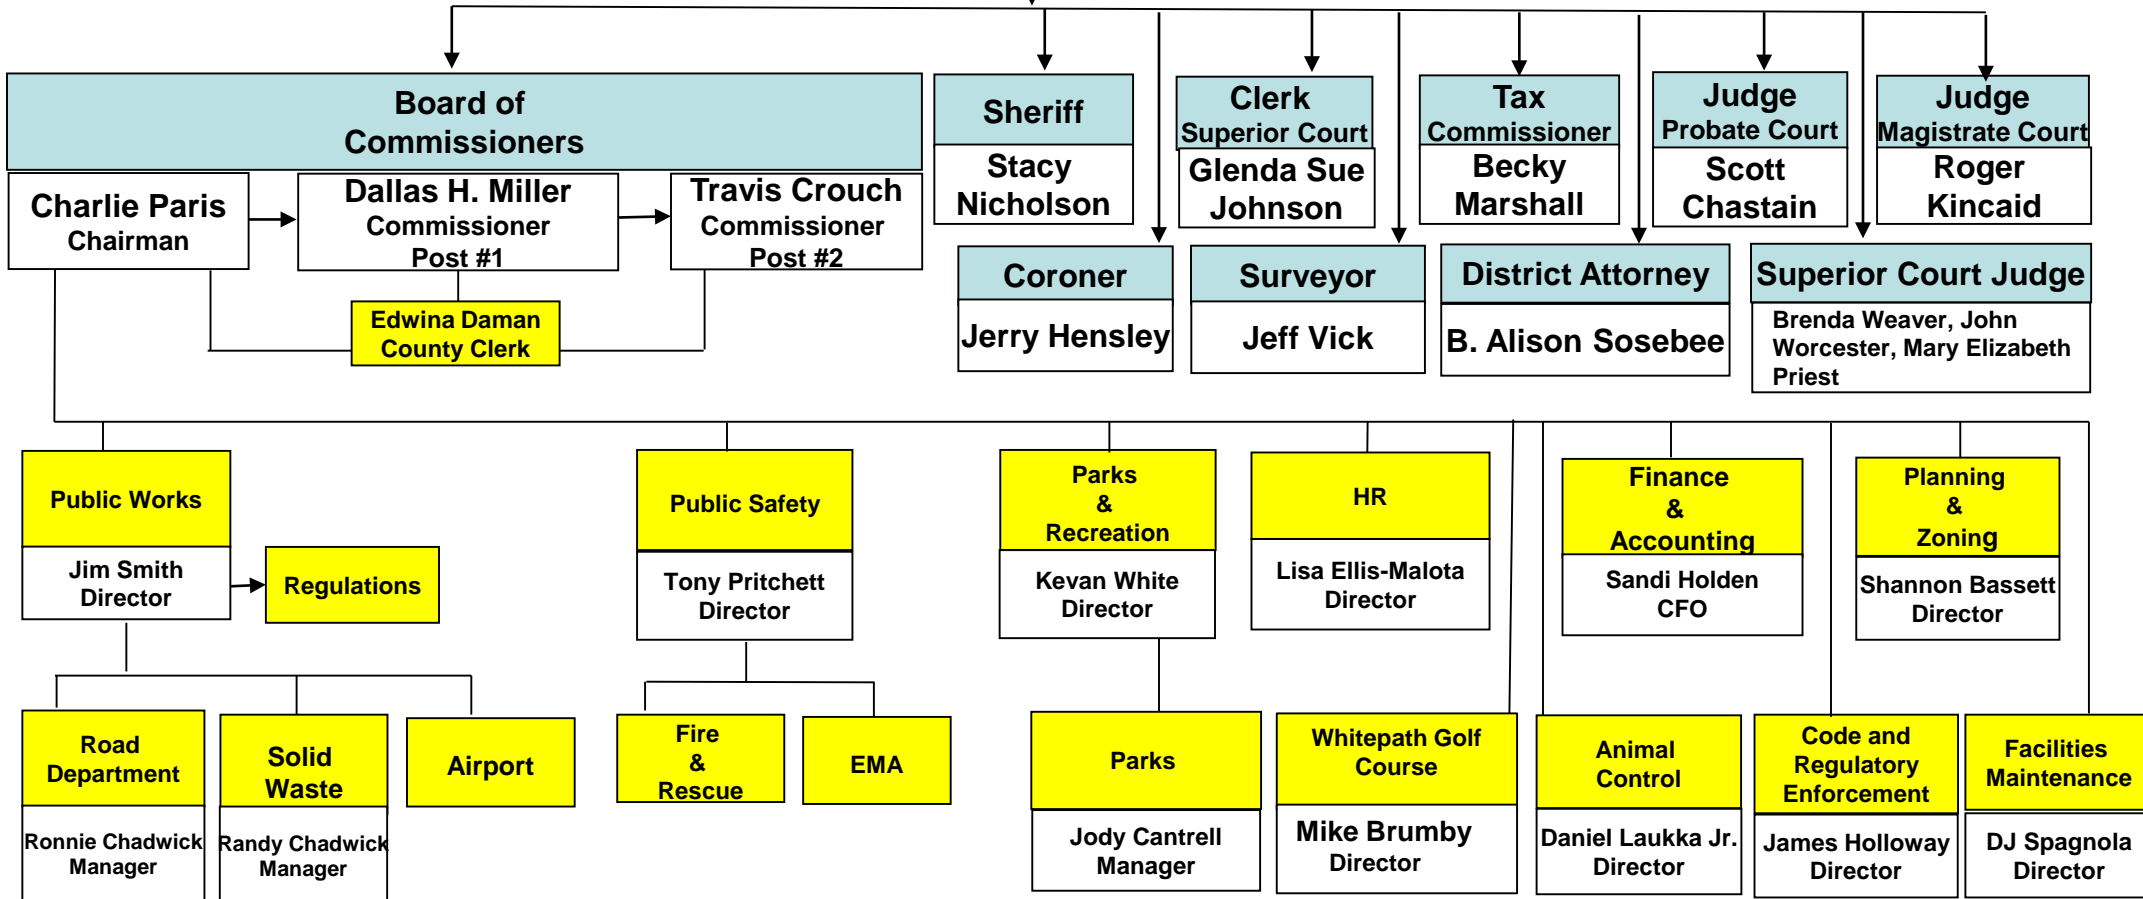 Board of
Commissioners
Charlie Paris
Chairman
Dallas H. Miller
Commissioner
Post #1
Travis Crouch
Commissioner
Post #2
Edwina Daman
County Clerk
Sheriff
Stacy
Nicholson
Clerk
Superior Court
Glenda Sue
Johnson
Tax
Commissioner
Becky
Marshall
Judge
Probate Court
Scott
Chastain
Judge
Magistrate Court
Roger
Kincaid
Coroner
Jerry Hensley
Surveyor
Jeff Vick
District Attorney
B. Alison Sosebee
Superior Court Judge
Brenda Weaver, John
Worcester, Mary Elizabeth
Priest
Public Works
Jim Smith
Director
Regulations
Public Safety
Tony Pritchett
Director
Parks
&
Recreation
Kevan White
Director
HR
Lisa Ellis-Malota
Director
Finance
&
Accounting
Sandi Holden
CFO
Planning
&
Zoning
Shannon Bassett
Director
Road
Department
Ronnie Chadwick
Manager
Solid
Waste
Randy Chadwick
Manager
Airport
Fire
&
Rescue
EMA
Parks
Jody Cantrell
Manager
Whitepath Golf
Course
Mike Brumby
Director
Animal
Control
Daniel Laukka Jr.
Director
Code and
Regulatory
Enforcement
James Holloway
Director
Facilities
Maintenance
DJ Spagnola
Director